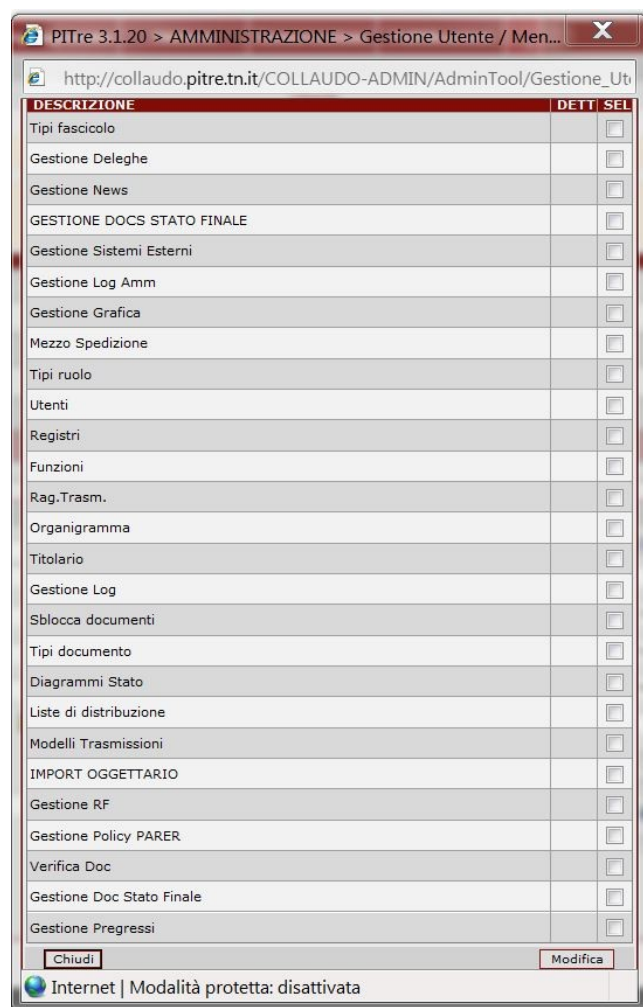 PITre 3.1.20 > AMMINISTRAZIONE > Gestione Utente / Men...
X
http://collaudo.pitre.tn.it/COLLAUDO-ADMIN/AdminTool/Gestione_Ut
DESCRIZIONE DETT SEL
Tipi fascicolo
Gestione Deleghe
Gestione News
GESTIONE DOCS STATO FINALE
Gestione Sistemi Esterni
Gestione Log Amm
Gestione Grafica
Mezzo Spedizione
Tipi ruolo
Utenti
Registri
Funzioni
Rag.Trasm.
Organigramma
Titolario
Gestione Log
Sblocca documenti
Tipi documento
Diagrammi Stato
Liste di distribuzione
Modelli Trasmissioni
IMPORT OGGETTARIO
Gestione RF
Gestione Policy PARER
Verifica Doc
Gestione Doc Stato Finale
Gestione Pregressi
Chiudi Modifica
Internet | Modalità protetta: disattivata